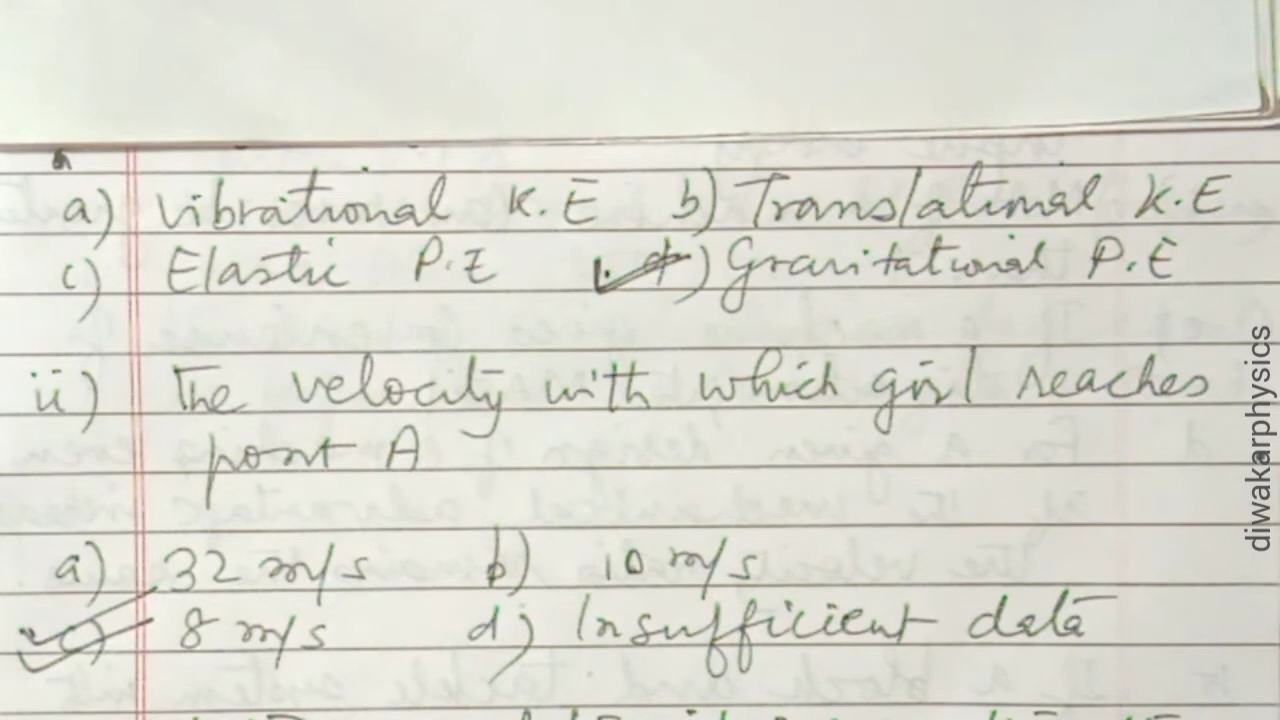 a) vibrational K.E b) Translational K.E
c) Elastic P.E d) Gravitational P.E
ii) The velocity with which girl reaches
point A
a) 32 m/s b) 10 m/s
c) 8 m/s d) Insufficient data
diwakarphysics